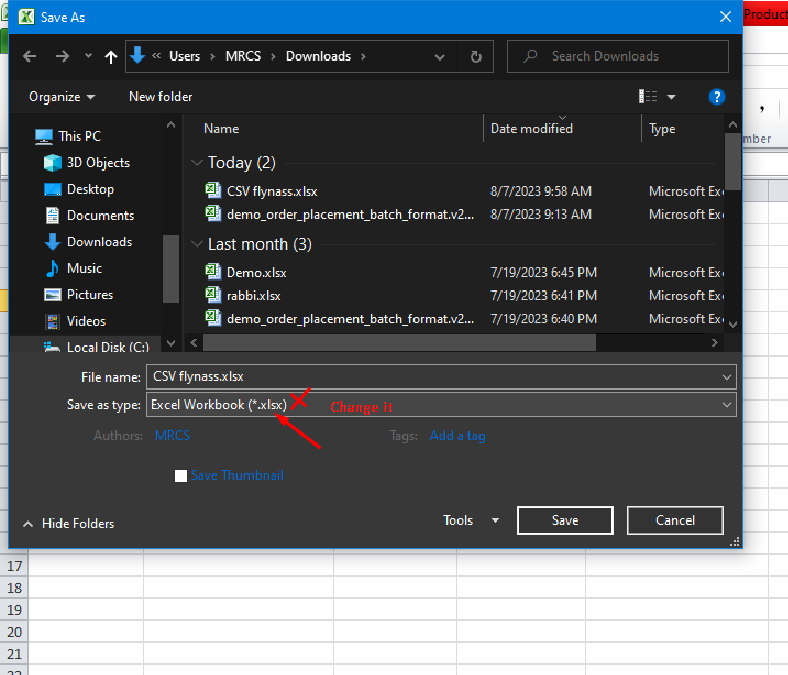 Save As
Product
« Users > MRCS > Downloads >
Search Downloads
Organize
New folder
?
,
mber
This PC
3D Objects
Desktop
Documents
Downloads
Music
Pictures
Videos
Local Disk (C:)
Name Date modified Type
Today (2)
CSV flynass.xlsx 8/7/2023 9:58 AM Microsoft Ex
demo_order_placement_batch_format.v2... 8/7/2023 9:13 AM Microsoft Ex
Last month (3)
Demo.xlsx 7/19/2023 6:45 PM Microsoft Ex
rabbi.xlsx 7/19/2023 6:41 PM Microsoft Ex
demo_order_placement_batch_format.v2... 7/19/2023 6:40 PM Microsoft Ex
File name: CSV flynass.xlsx
Save as type: Excel Workbook (*.xlsx) Change it
Authors: MRCS Tags: Add a tag
Save Thumbnail
Hide Folders
Tools
Save
Cancel
17
18
19
20
21